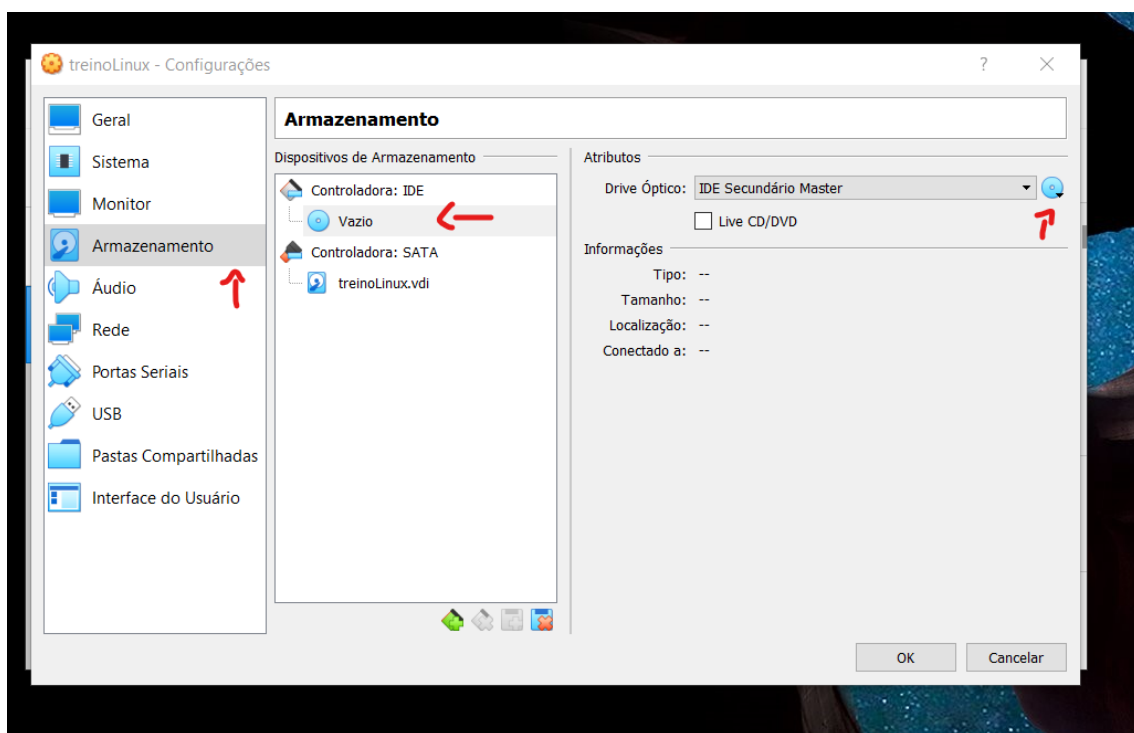 treinoLinux - Configurações
?
Geral
Sistema
Monitor
Armazenamento
Áudio
Rede
Portas Seriais
USB
Pastas Compartilhadas
Interface do Usuário
Armazenamento
Dispositivos de Armazenamento
Controladora: IDE
Vazio
Controladora: SATA
treinoLinux.vdi
Atributos
Drive Óptico: IDE Secundário Master
Live CD/DVD
Informações
Tipo: --
Tamanho: --
Localização: --
Conectado a: --
OK
Cancelar